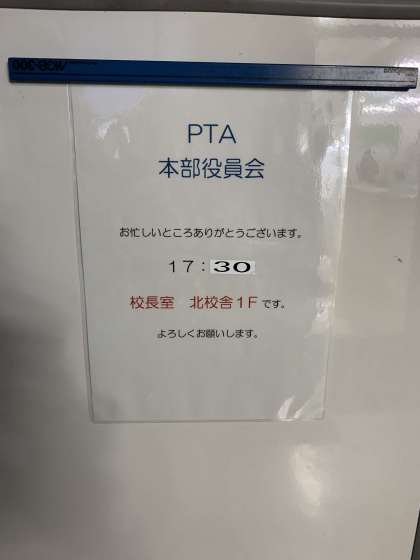 MCB-300
PTA
本部役員会
お忙しいところありがとうございます。
17：30
校長室　北校舎1Fです。
よろしくお願いします。